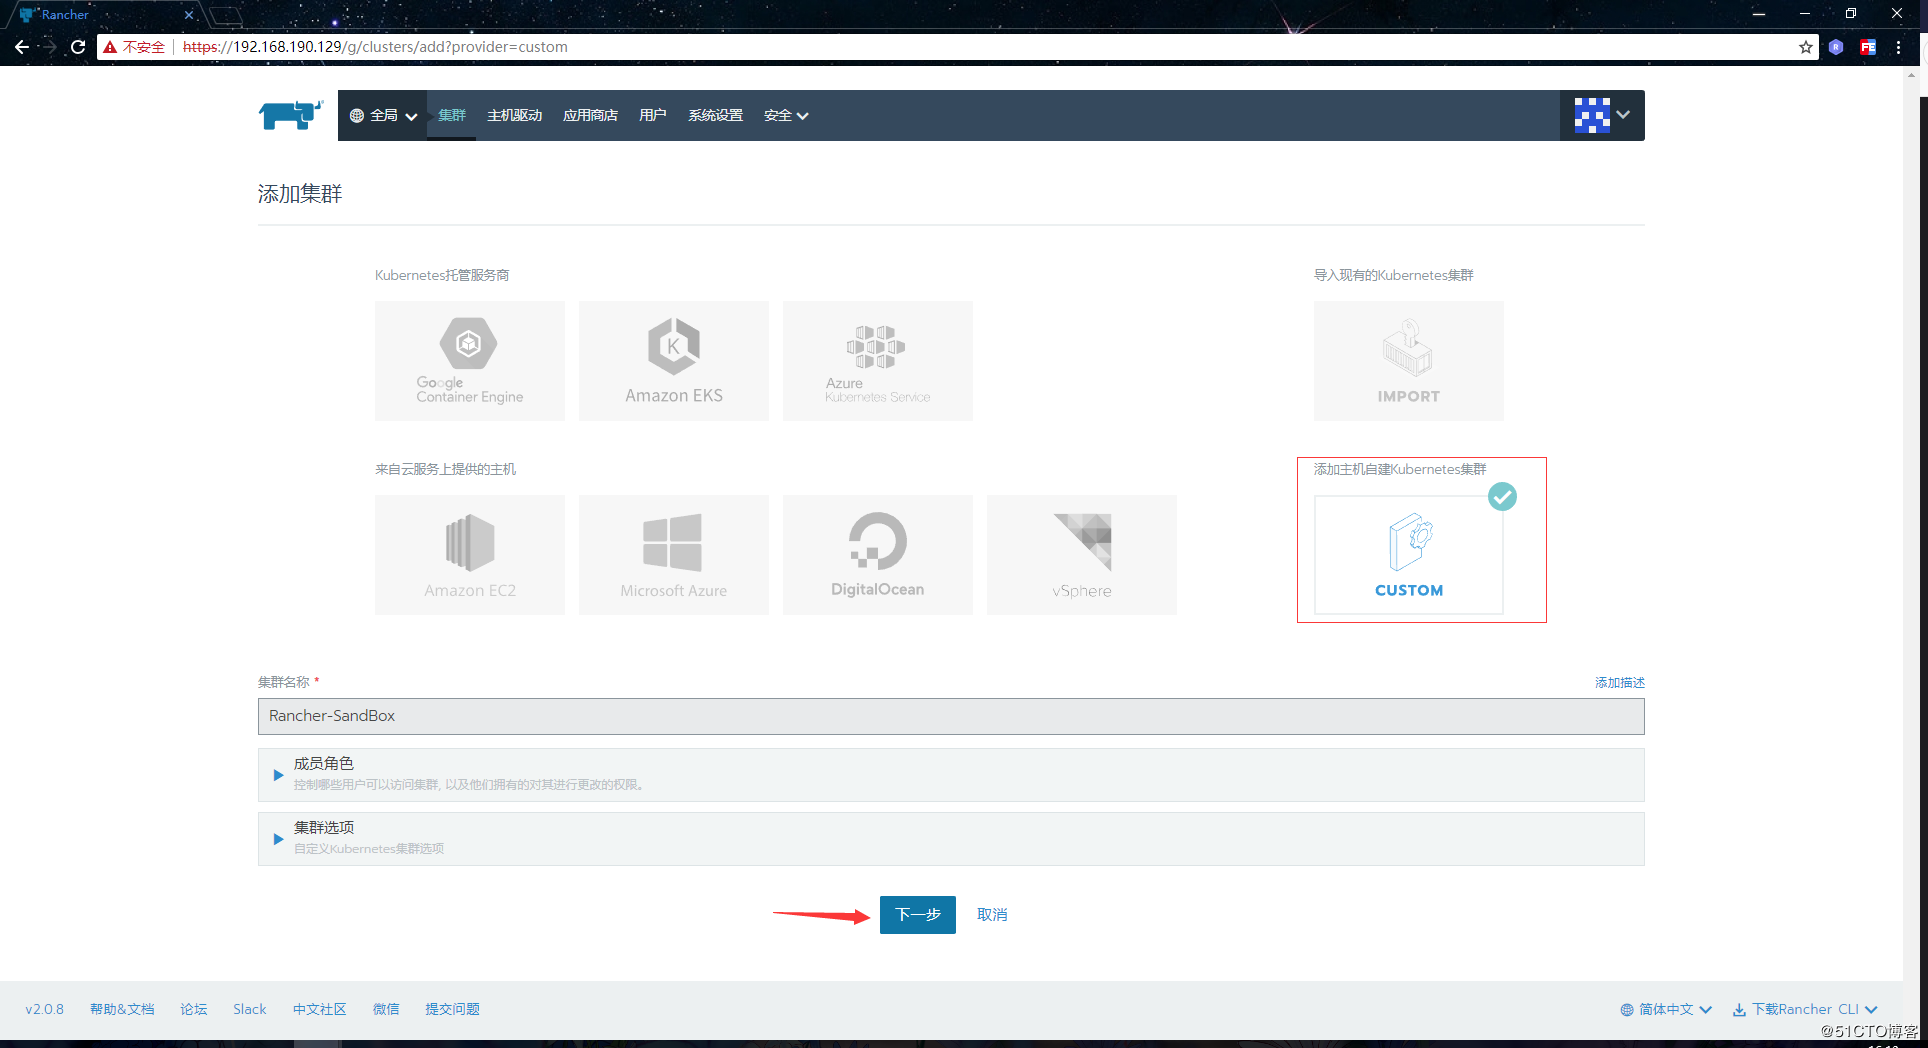 Rancher
不安全 https://192.168.190.129/g/clusters/add?provider=custom
全局 集群 主机驱动 应用商店 用户 系统设置 安全
添加集群
Kubernetes托管服务商
导入现有的Kubernetes集群
Google Container Engine
Amazon EKS
Azure Kubernetes Service
IMPORT
来自云服务上提供的主机
添加主机自建Kubernetes集群
Amazon EC2
Microsoft Azure
DigitalOcean
vSphere
CUSTOM
集群名称 *
添加描述
Rancher-SandBox
成员角色
控制哪些用户可以访问集群, 以及他们拥有的对其进行更改的权限。
集群选项
自定义Kubernetes集群选项
下一步 取消
v2.0.8 帮助&文档 论坛 Slack 中文社区 微信 提交问题
简体中文 下载Rancher CLI
@51CTO博客